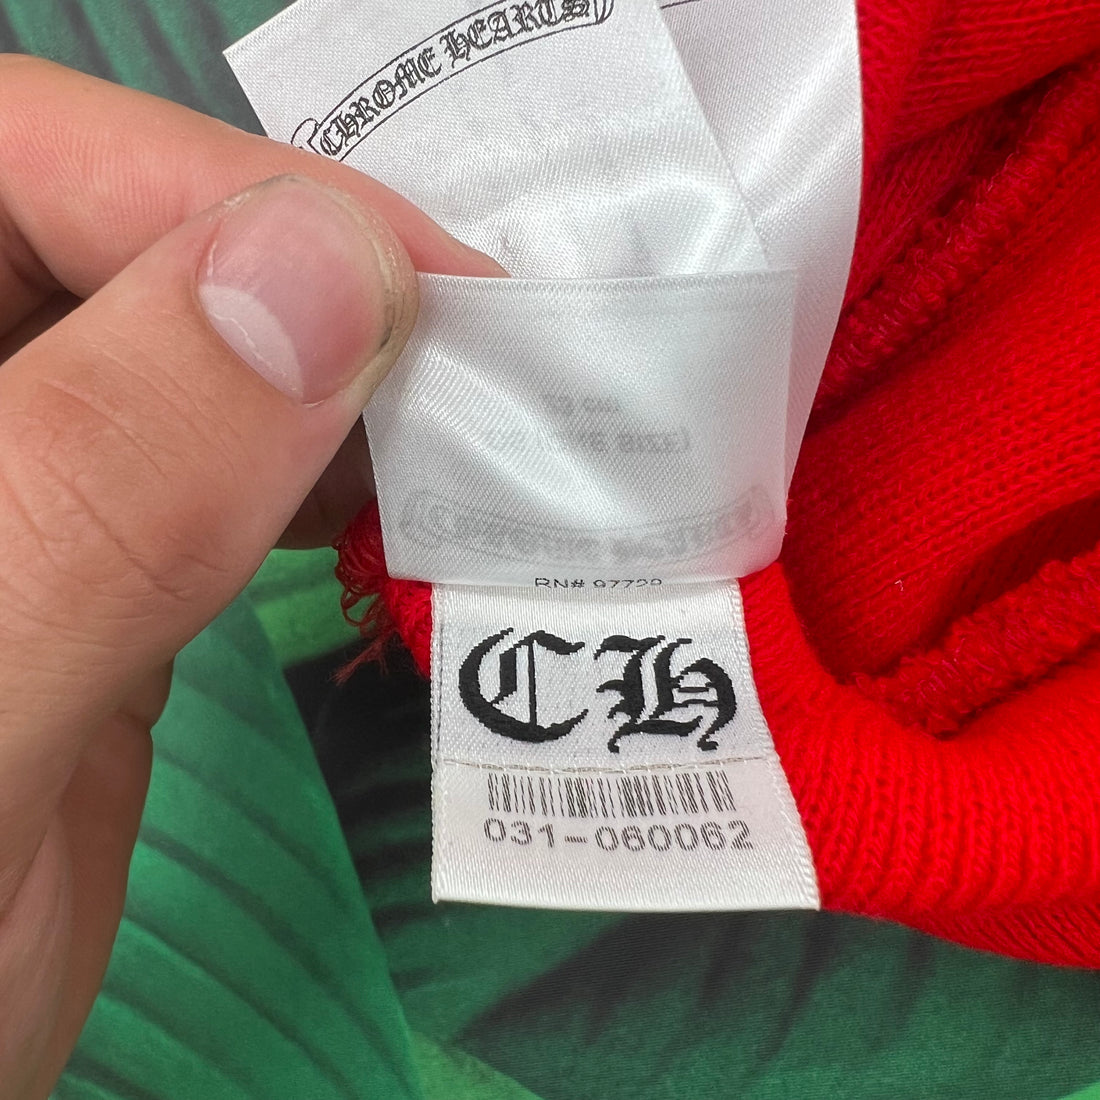 CHROME HEARTS
RN# 97729
CH
031-060062